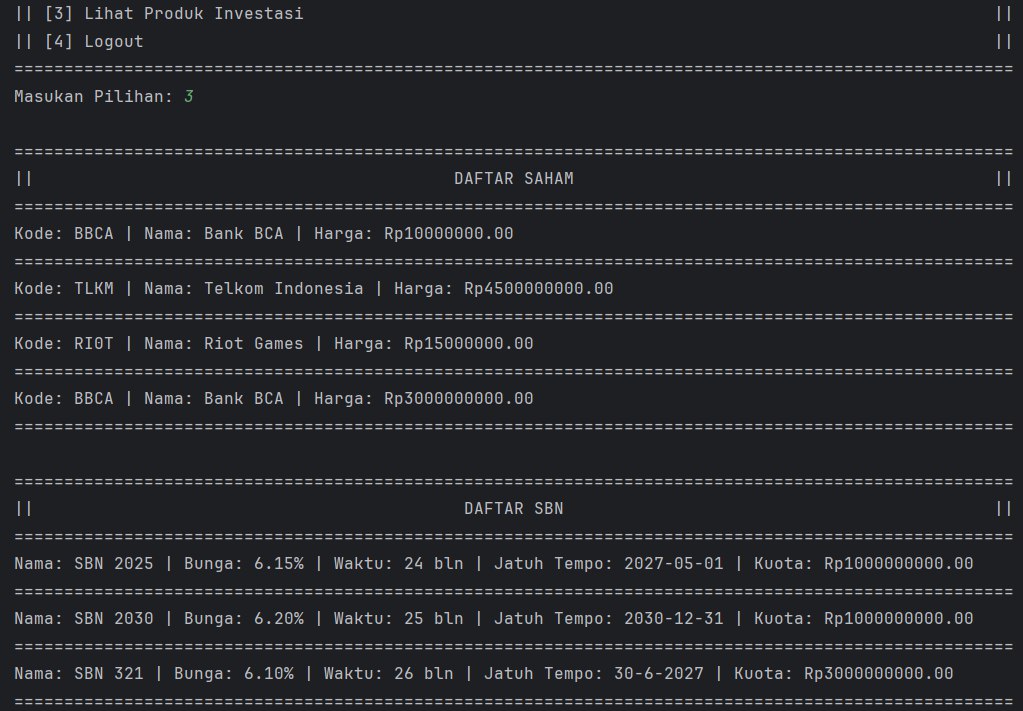 || [3] Lihat Produk Investasi ||
|| [4] Logout ||
====================================================================================================
Masukan Pilihan: 3
====================================================================================================
|| DAFTAR SAHAM ||
====================================================================================================
Kode: BBCA | Nama: Bank BCA | Harga: Rp10000000.00
====================================================================================================
Kode: TLKM | Nama: Telkom Indonesia | Harga: Rp4500000000.00
====================================================================================================
Kode: RI0T | Nama: Riot Games | Harga: Rp15000000.00
====================================================================================================
Kode: BBCA | Nama: Bank BCA | Harga: Rp3000000000.00
====================================================================================================
====================================================================================================
|| DAFTAR SBN ||
====================================================================================================
Nama: SBN 2025 | Bunga: 6.15% | Waktu: 24 bln | Jatuh Tempo: 2027-05-01 | Kuota: Rp1000000000.00
====================================================================================================
Nama: SBN 2030 | Bunga: 6.20% | Waktu: 25 bln | Jatuh Tempo: 2030-12-31 | Kuota: Rp1000000000.00
====================================================================================================
Nama: SBN 321 | Bunga: 6.10% | Waktu: 26 bln | Jatuh Tempo: 30-6-2027 | Kuota: Rp3000000000.00
====================================================================================================